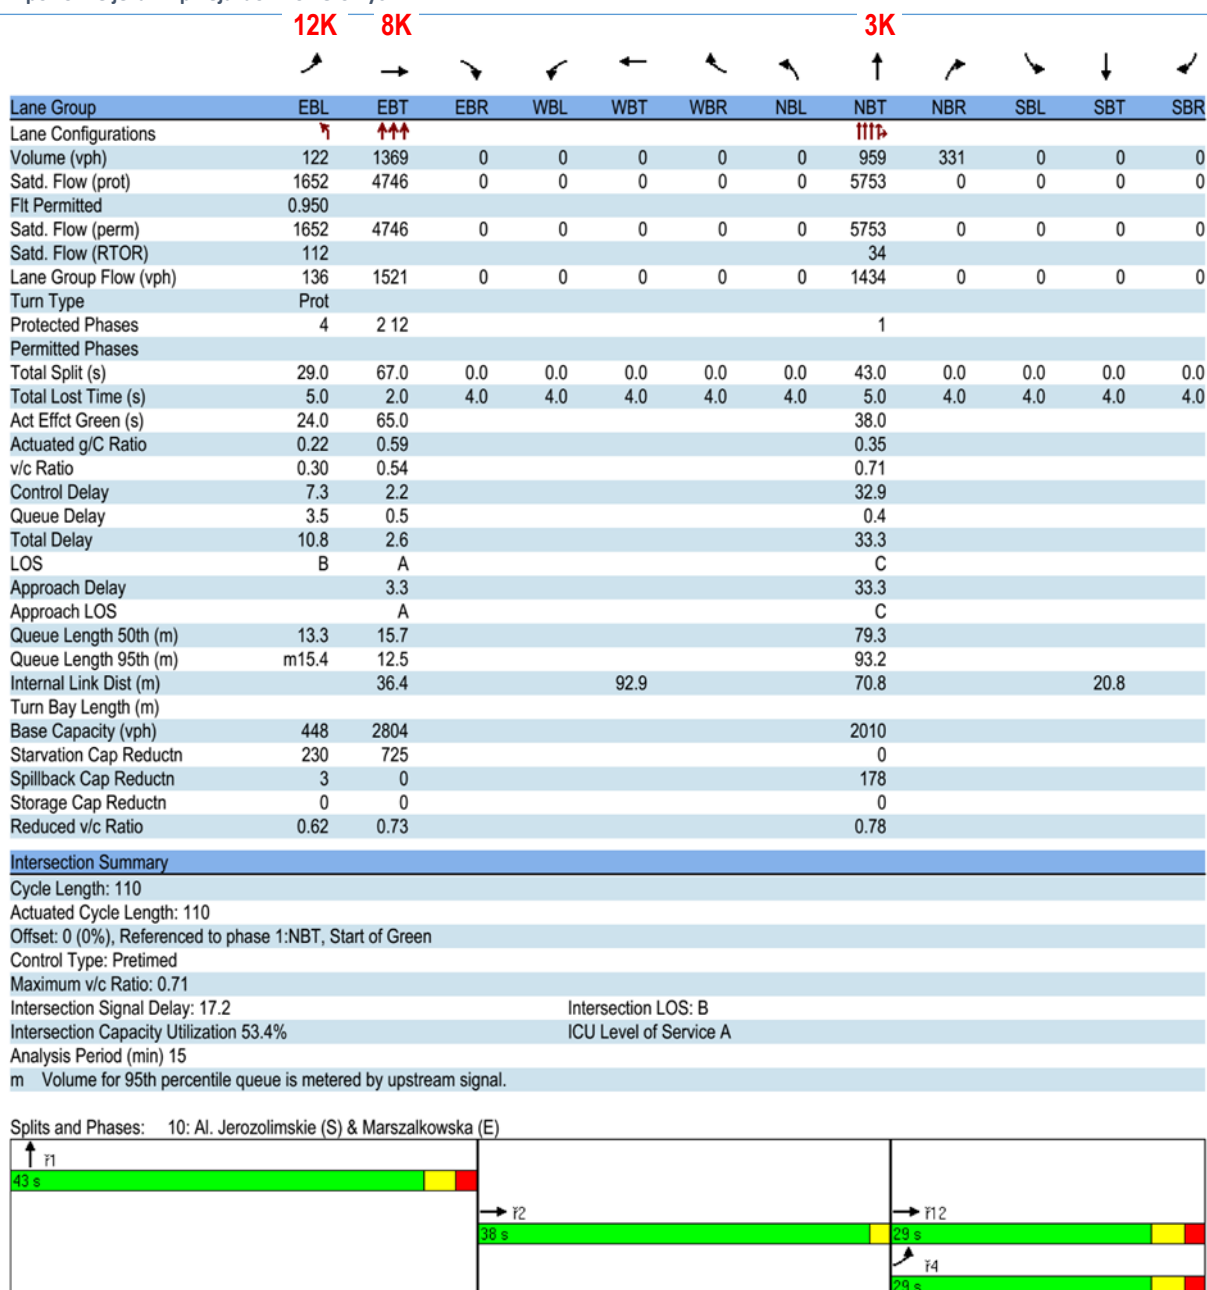 12K 8K 3K
Lane Group EBL EBT EBR WBL WBT WBR NBL NBT NBR SBL SBT SBR
Lane Configurations
Volume (vph) 122 1369 0 0 0 0 0 959 331 0 0 0
Satd. Flow (prot) 1652 4746 0 0 0 0 0 5753 0 0 0 0
Flt Permitted 0.950
Satd. Flow (perm) 1652 4746 0 0 0 0 0 5753 0 0 0 0
Satd. Flow (RTOR) 112 34
Lane Group Flow (vph) 136 1521 0 0 0 0 0 1434 0 0 0 0
Turn Type Prot
Protected Phases 4 2 12 1
Permitted Phases
Total Split (s) 29.0 67.0 0.0 0.0 0.0 0.0 0.0 43.0 0.0 0.0 0.0 0.0
Total Lost Time (s) 5.0 2.0 4.0 4.0 4.0 4.0 4.0 5.0 4.0 4.0 4.0 4.0
Act Effct Green (s) 24.0 65.0 38.0
Actuated g/C Ratio 0.22 0.59 0.35
v/c Ratio 0.30 0.54 0.71
Control Delay 7.3 2.2 32.9
Queue Delay 3.5 0.5 0.4
Total Delay 10.8 2.6 33.3
LOS B A C
Approach Delay 3.3 33.3
Approach LOS A C
Queue Length 50th (m) 13.3 15.7 79.3
Queue Length 95th (m) m15.4 12.5 93.2
Internal Link Dist (m) 36.4 92.9 70.8 20.8
Turn Bay Length (m)
Base Capacity (vph) 448 2804 2010
Starvation Cap Reductn 230 725 0
Spillback Cap Reductn 3 0 178
Storage Cap Reductn 0 0 0
Reduced v/c Ratio 0.62 0.73 0.78
Intersection Summary
Cycle Length: 110
Actuated Cycle Length: 110
Offset: 0 (0%), Referenced to phase 1:NBT, Start of Green
Control Type: Pretimed
Maximum v/c Ratio: 0.71
Intersection Signal Delay: 17.2 Intersection LOS: B
Intersection Capacity Utilization 53.4% ICU Level of Service A
Analysis Period (min) 15
m Volume for 95th percentile queue is metered by upstream signal.
Splits and Phases: 10: Al. Jerozolimskie (S) & Marszalkowska (E)
ř1
43 s
ř2 ř12
38 s 29 s
ř4
29 s